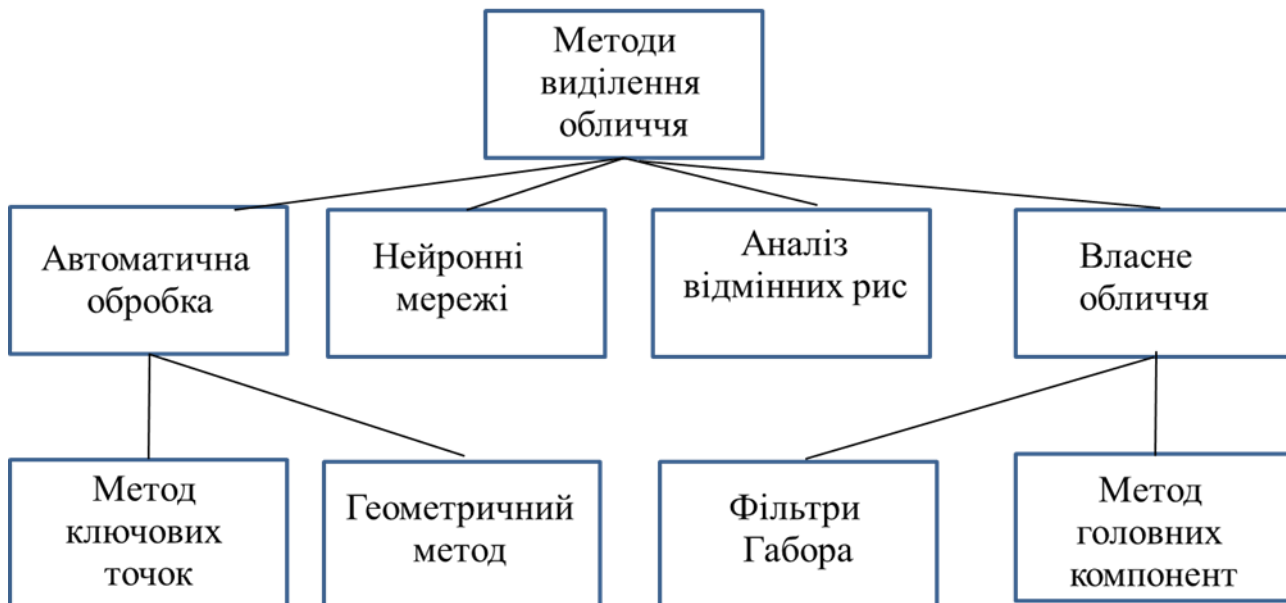 Методи
виділення
обличчя
Автоматична
обробка
Нейронні
мережі
Аналіз
відмінних рис
Власне
обличчя
Метод
ключових
точок
Геометричний
метод
Фільтри
Габора
Метод
головних
компонент